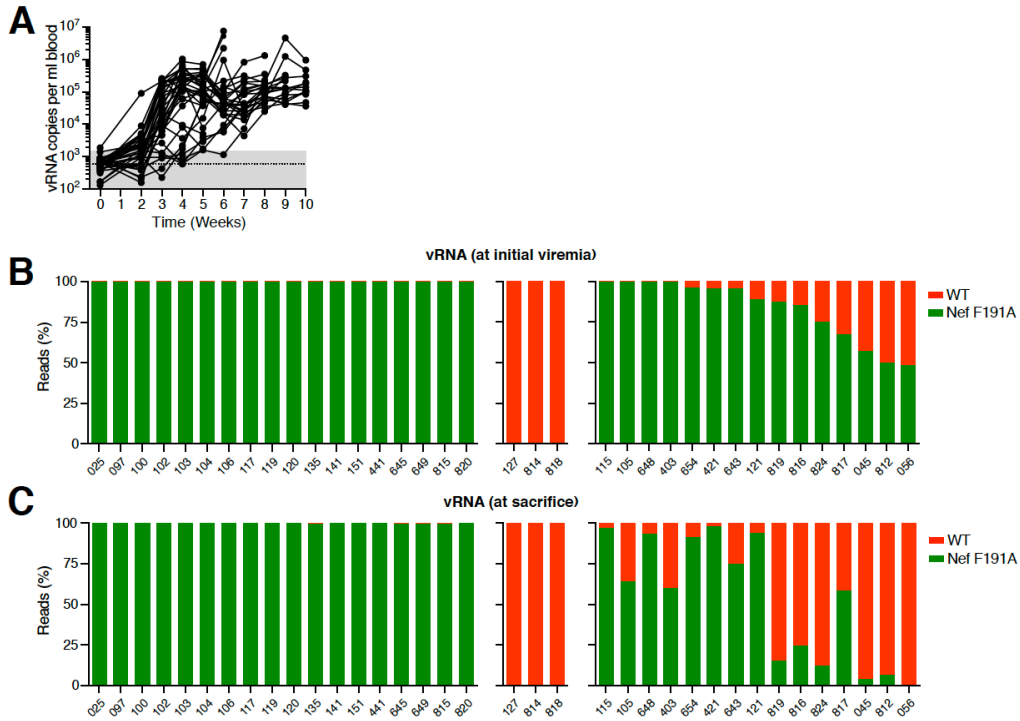 A
vRNA copies per ml blood
10⁷
10⁶
10⁵
10⁴
10³
10²
0 1 2 3 4 5 6 7 8 9 10
Time (Weeks)
B
vRNA (at initial viremia)
Reads (%)
100
75
50
25
0
025 097 100 102 103 104 106 117 119 120 135 141 151 441 645 649 815 820
127 814 818
115 105 648 403 654 421 643 121 819 816 824 817 045 812 056
WT
Nef F191A
C
vRNA (at sacrifice)
Reads (%)
100
75
50
25
0
025 097 100 102 103 104 106 117 119 120 135 141 151 441 645 649 815 820
127 814 818
115 105 648 403 654 421 643 121 819 816 824 817 045 812 056
WT
Nef F191A